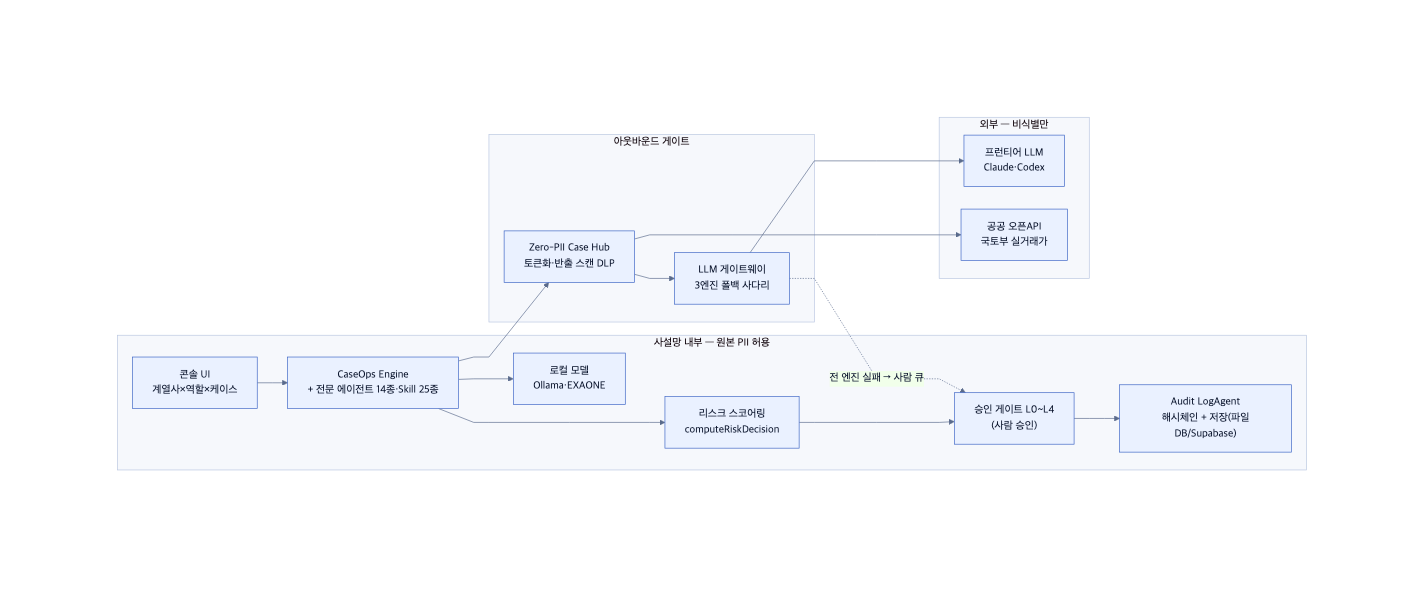 외부 — 비식별만
프런티어 LLM
Claude·Codex
공공 오픈API
국토부 실거래가
아웃바운드 게이트
Zero-PII Case Hub
토큰화·반출 스캔 DLP
LLM 게이트웨이
3엔진 폴백 사다리
사설망 내부 — 원본 PII 허용
콘솔 UI
계열사×역할×케이스
CaseOps Engine
+ 전문 에이전트 14종·Skill 25종
로컬 모델
Ollama·EXAONE
리스크 스코어링
computeRiskDecision
전 엔진 실패 → 사람 큐
승인 게이트 L0~L4
(사람 승인)
Audit LogAgent
해시체인 + 저장(파일
DB/Supabase)